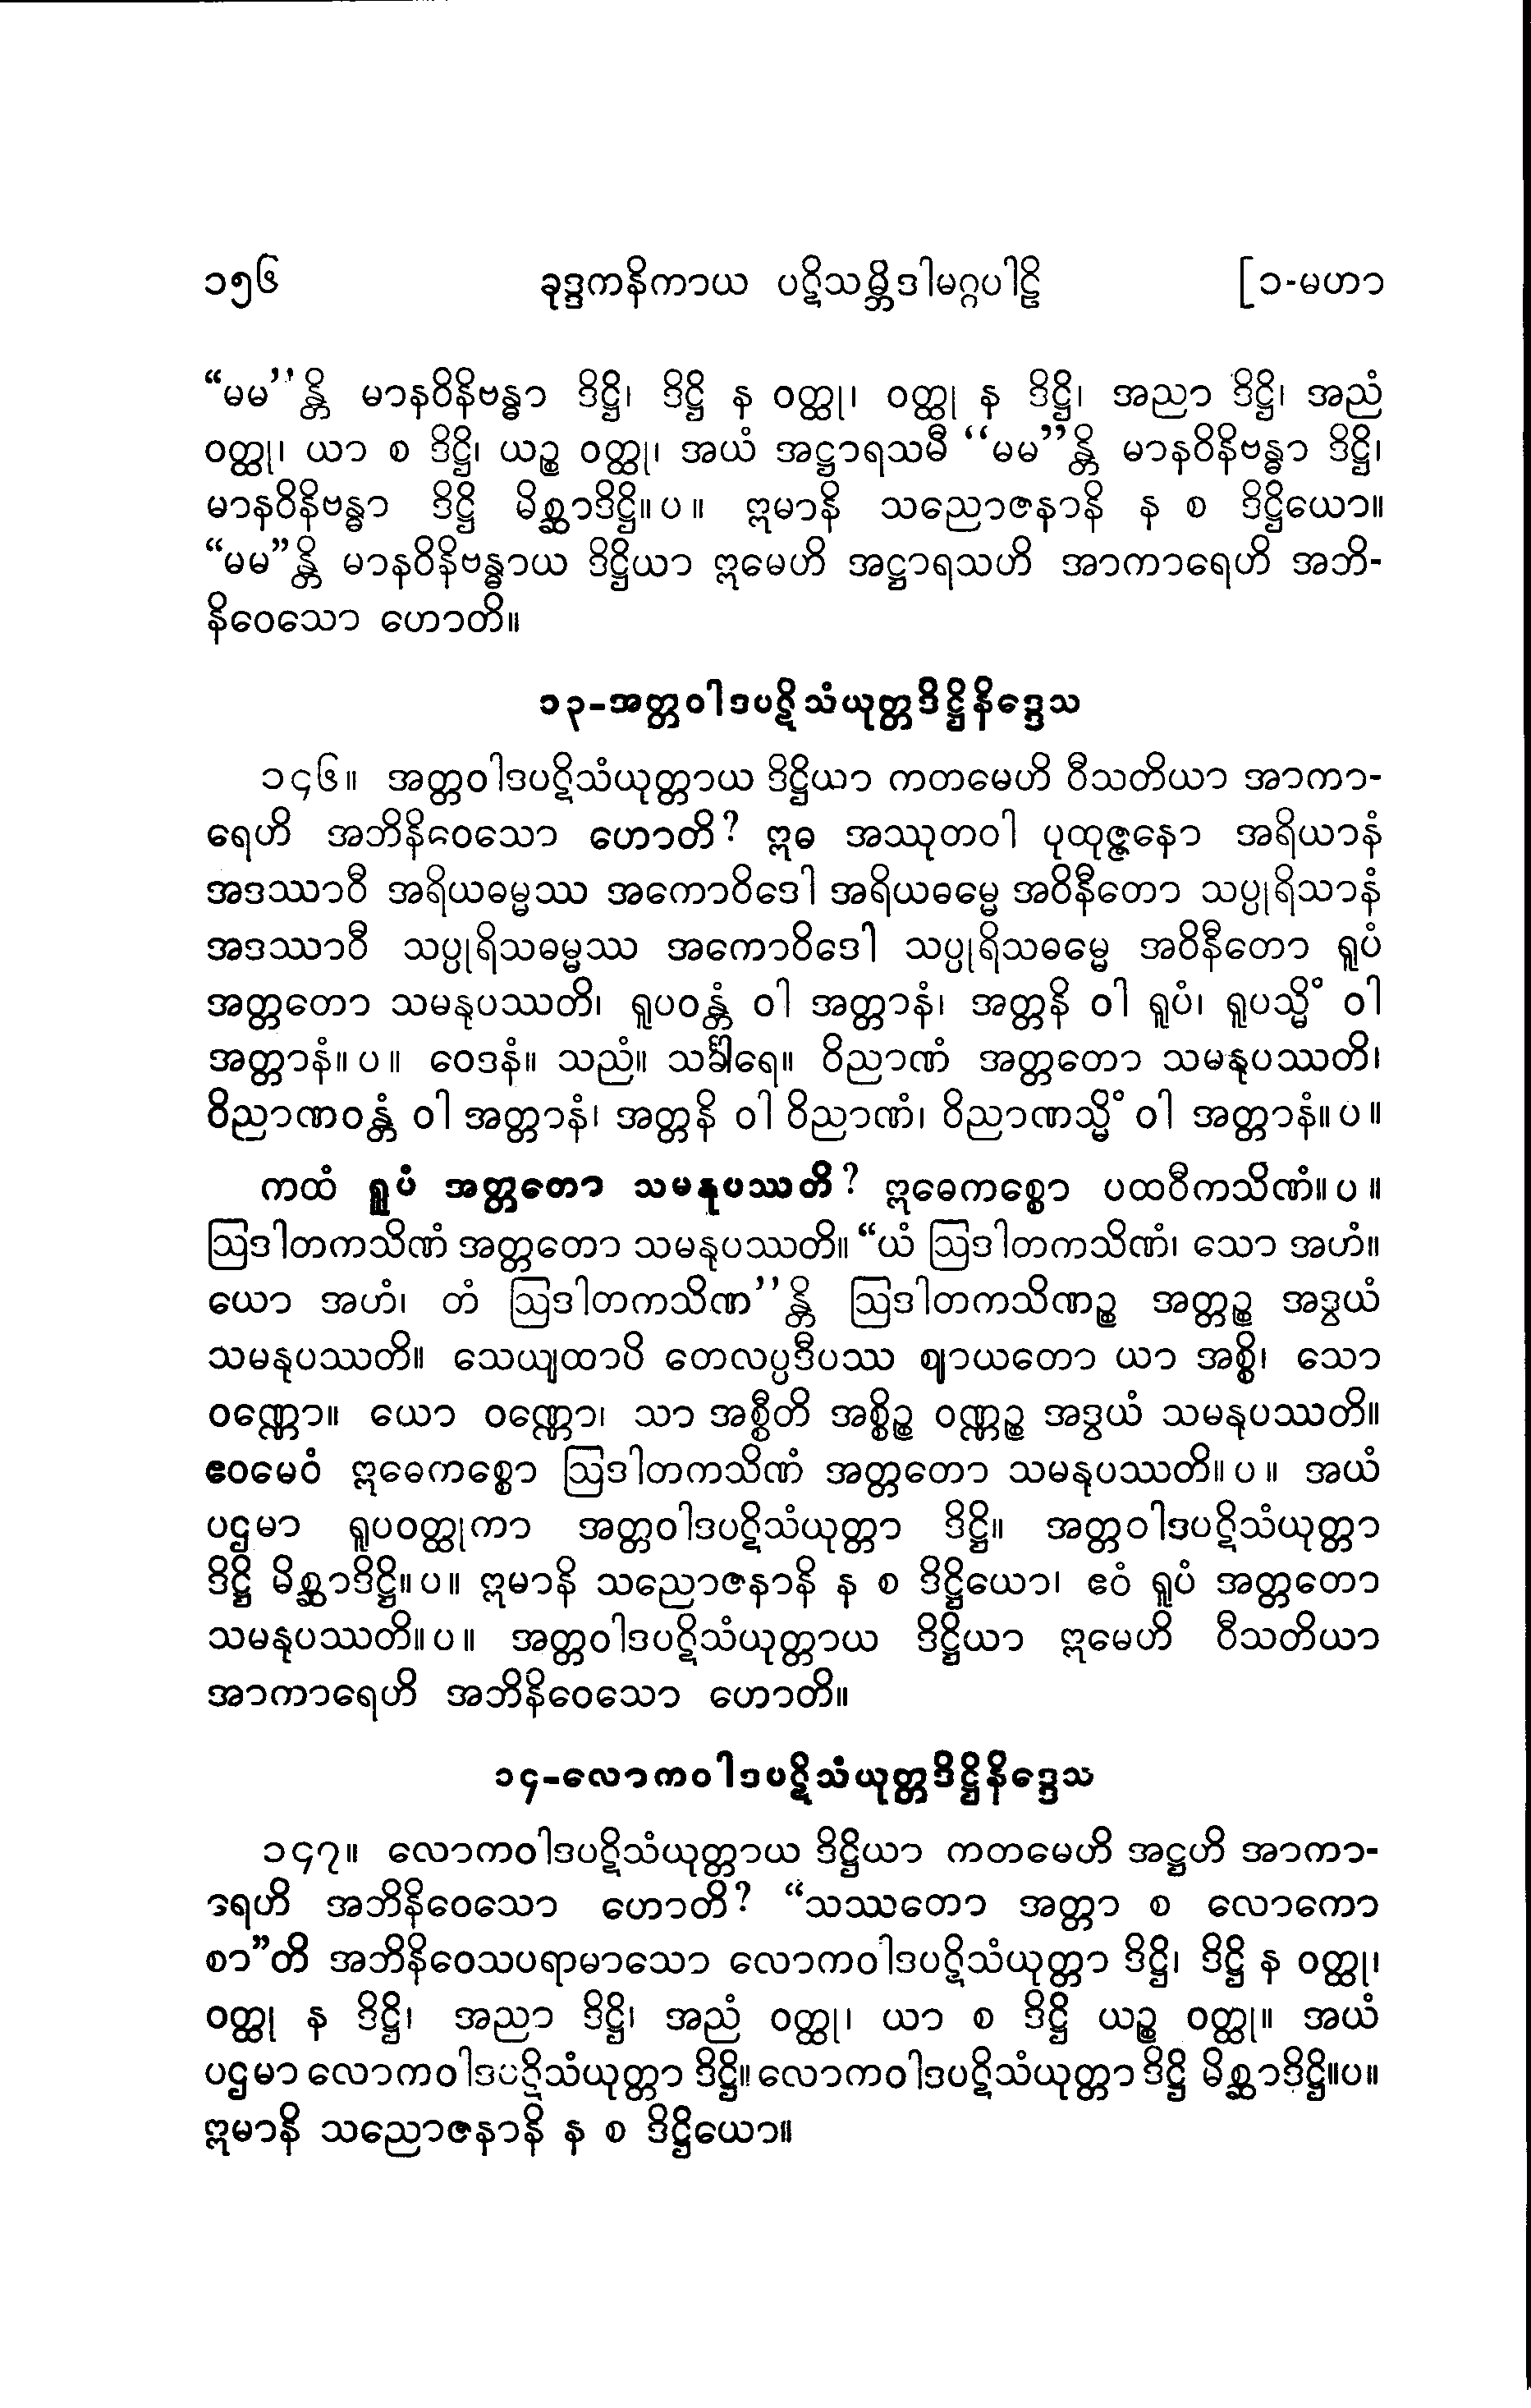 ၁၅၆ ခုဒ္ဒကနိကာယ ပဋိသမ္ဘိဒါမဂ္ဂပါဠိ [၁-မဟာ
“မမ’’န္တိ မာနဝိနိဗန္ဓာ ဒိဋ္ဌိ၊ ဒိဋ္ဌိ န ဝတ္ထု၊ ဝတ္ထု န ဒိဋ္ဌိ၊ အညာ ဒိဋ္ဌိ၊ အညံ
ဝတ္ထု၊ ယာ စ ဒိဋ္ဌိ၊ ယဉ္စ ဝတ္ထု၊ အယံ အဋ္ဌာရသမီ “မမ”န္တိ မာနဝိနိဗန္ဓာ ဒိဋ္ဌိ၊
မာနဝိနိဗန္ဓာ ဒိဋ္ဌိ မိစ္ဆာဒိဋ္ဌိ။ပ။ ဣမာနိ သညောဇနာနိ န စ ဒိဋ္ဌိယော။
“မမ”န္တိ မာနဝိနိဗန္ဓာယ ဒိဋ္ဌိယာ ဣမေဟိ အဋ္ဌာရသဟိ အာကာရေဟိ အဘိ-
နိဝေသော ဟောတိ။
၁၃-အတ္တဝါဒပဋိသံယုတ္တဒိဋ္ဌိနိဒ္ဒေသ
၁၄၆။ အတ္တဝါဒပဋိသံယုတ္တာယ ဒိဋ္ဌိယာ ကတမေဟိ ဝီသတိယာ အာကာ-
ရေဟိ အဘိနိဝေသော ဟောတိ? ဣဓ အဿုတဝါ ပုထုဇ္ဇနော အရိယာနံ
အဒဿာဝီ အရိယဓမ္မဿ အကောဝိဒေါ အရိယဓမ္မေ အဝိနီတော သပ္ပုရိသာနံ
အဒဿာဝီ သပ္ပုရိသဓမ္မဿ အကောဝိဒေါ သပ္ပုရိသဓမ္မေ အဝိနီတော ရူပံ
အတ္တတော သမနုပဿတိ၊ ရူပဝန္တံ ဝါ အတ္တာနံ၊ အတ္တနိ ဝါ ရူပံ၊ ရူပသ္မိံ ဝါ
အတ္တာနံ။ပ။ ဝေဒနံ။ သညံ။ သင်္ခါရေ။ ဝိညာဏံ အတ္တတော သမနုပဿတိ၊
ဝိညာဏဝန္တံ ဝါ အတ္တာနံ၊ အတ္တနိ ဝါ ဝိညာဏံ၊ ဝိညာဏသ္မိံ ဝါ အတ္တာနံ။ပ။
ကထံ ရူပံ အတ္တတော သမနုပဿတိ? ဣဓေကစ္စော ပထဝီကသိဏံ။ပ။
ဩဒါတကသိဏံ အတ္တတော သမနုပဿတိ။ “ယံ ဩဒါတကသိဏံ၊ သော အဟံ။
ယော အဟံ၊ တံ ဩဒါတကသိဏ’’န္တိ ဩဒါတကသိဏဉ္စ အတ္တဉ္စ အဒွယံ
သမနုပဿတိ။ သေယျထာပိ တေလပ္ပဒီပဿ ဈာယတော ယာ အစ္စိ၊ သော
ဝဏ္ဏော။ ယော ဝဏ္ဏော၊ သာ အစ္စီတိ အစ္စိဉ္စ ဝဏ္ဏဉ္စ အဒွယံ သမနုပဿတိ။
ဧဝမေဝံ ဣဓေကစ္စော ဩဒါတကသိဏံ အတ္တတော သမနုပဿတိ။ပ။ အယံ
ပဌမာ ရူပဝတ္ထုကာ အတ္တဝါဒပဋိသံယုတ္တာ ဒိဋ္ဌိ။ အတ္တဝါဒပဋိသံယုတ္တာ
ဒိဋ္ဌိ မိစ္ဆာဒိဋ္ဌိ။ပ။ ဣမာနိ သညောဇနာနိ န စ ဒိဋ္ဌိယော၊ ဧဝံ ရူပံ အတ္တတော
သမနုပဿတိ။ပ။ အတ္တဝါဒပဋိသံယုတ္တာယ ဒိဋ္ဌိယာ ဣမေဟိ ဝီသတိယာ
အာကာရေဟိ အဘိနိဝေသော ဟောတိ။
၁၄-လောကဝါဒပဋိသံယုတ္တဒိဋ္ဌိနိဒ္ဒေသ
၁၄၇။ လောကဝါဒပဋိသံယုတ္တာယ ဒိဋ္ဌိယာ ကတမေဟိ အဋ္ဌဟိ အာကာ-
ရေဟိ အဘိနိဝေသော ဟောတိ? “သဿတော အတ္တာ စ လောကော
စာ”တိ အဘိနိဝေသပရာမာသော လောကဝါဒပဋိသံယုတ္တာ ဒိဋ္ဌိ၊ ဒိဋ္ဌိ န ဝတ္ထု၊
ဝတ္ထု န ဒိဋ္ဌိ၊ အညာ ဒိဋ္ဌိ၊ အညံ ဝတ္ထု၊ ယာ စ ဒိဋ္ဌိ ယဉ္စ ဝတ္ထု။ အယံ
ပဌမာ လောကဝါဒပဋိသံယုတ္တာ ဒိဋ္ဌိ။ လောကဝါဒပဋိသံယုတ္တာ ဒိဋ္ဌိ မိစ္ဆာဒိဋ္ဌိ။ပ။
ဣမာနိ သညောဇနာနိ န စ ဒိဋ္ဌိယော။